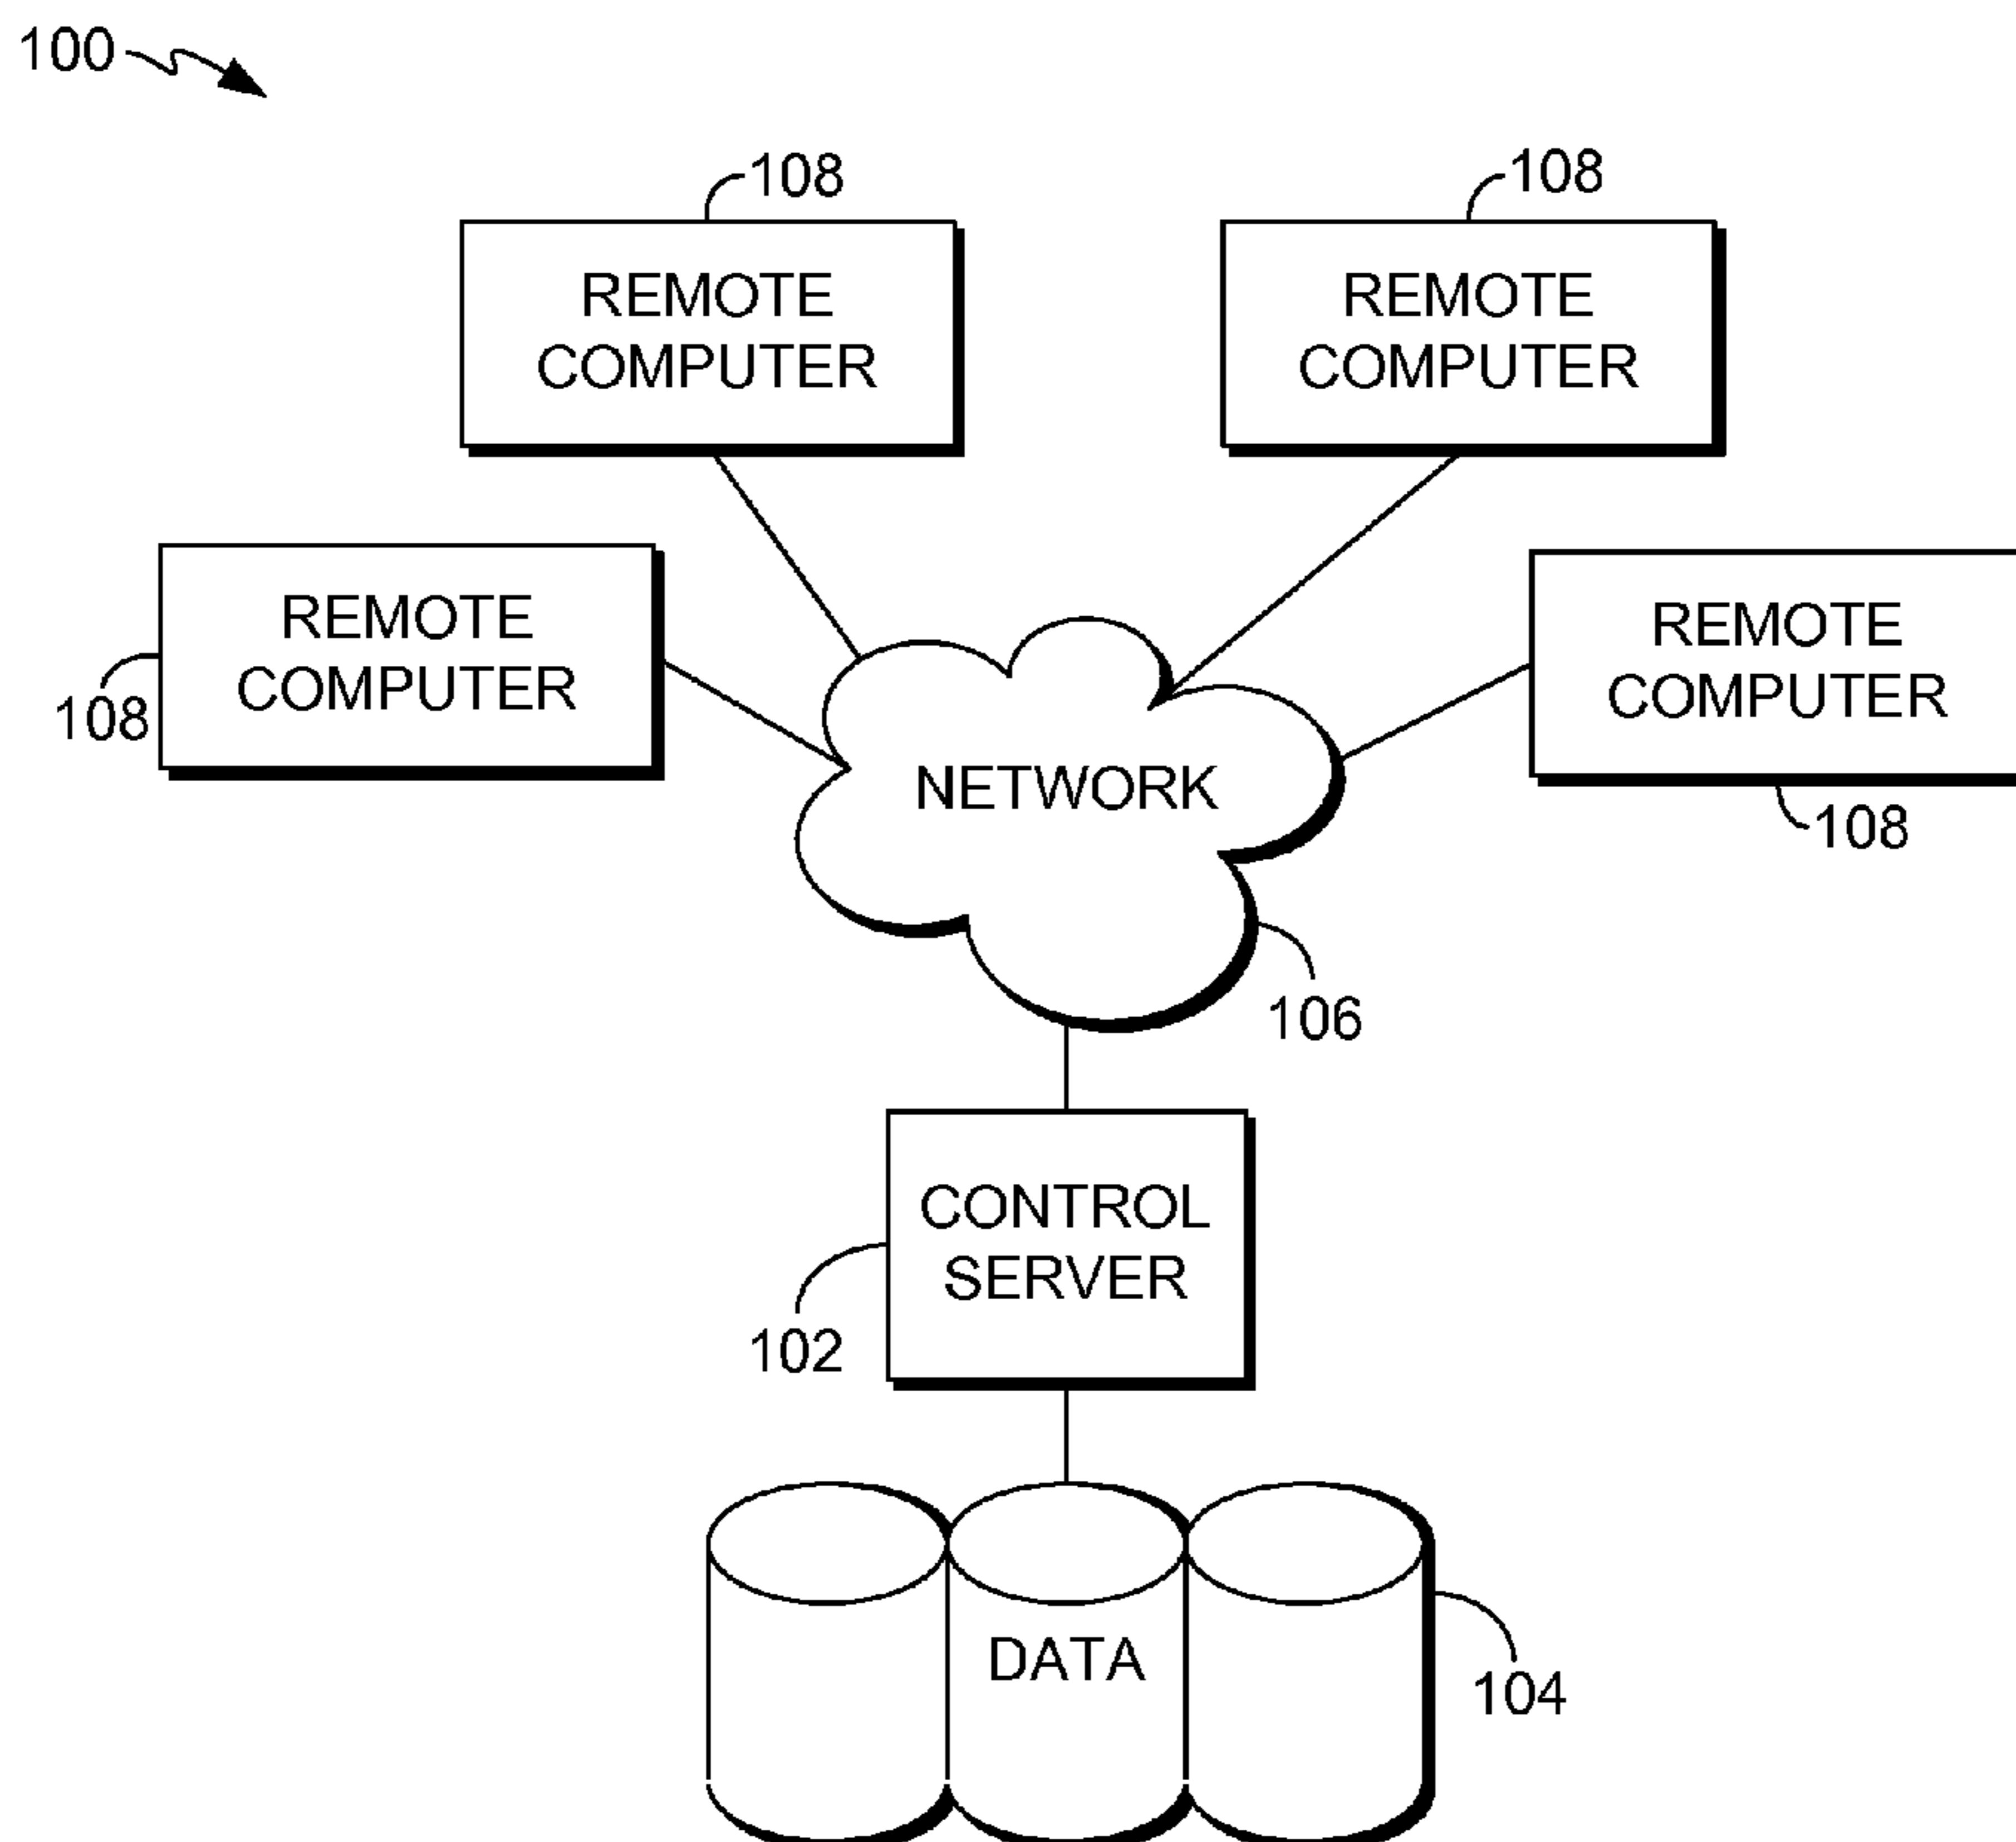 100
108
108
REMOTE
COMPUTER
REMOTE
COMPUTER
REMOTE
COMPUTER
108
REMOTE
COMPUTER
108
NETWORK
106
CONTROL
SERVER
102
DATA
104